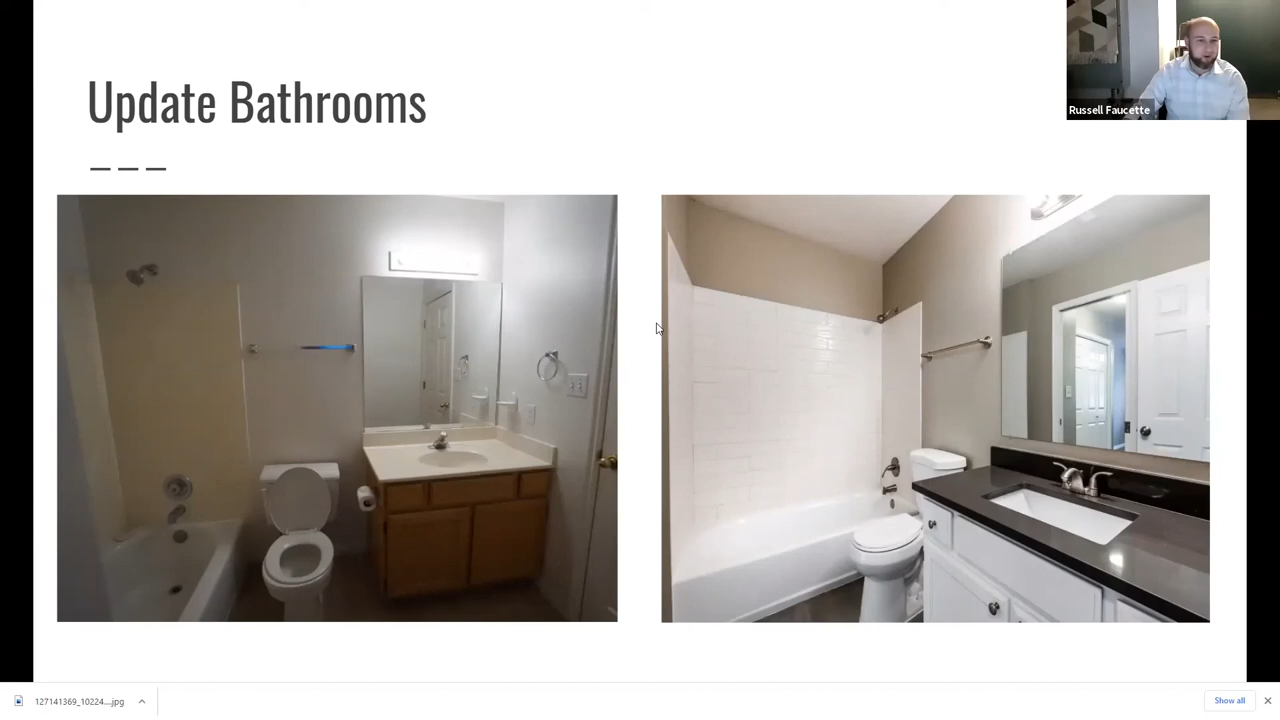 Update Bathrooms
Russell Faucette
127141369_10224....jpg
Show all